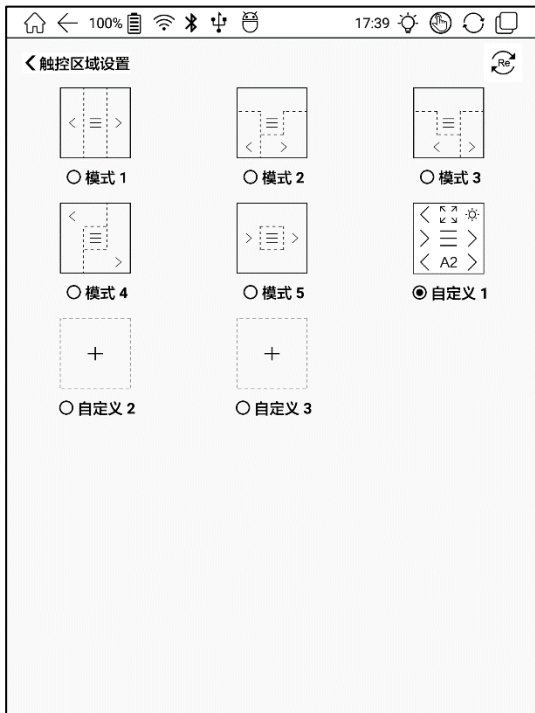 100% 17:39
触控区域设置 Re
模式 1 模式 2 模式 3
A2
模式 4 模式 5 自定义 1
自定义 2 自定义 3